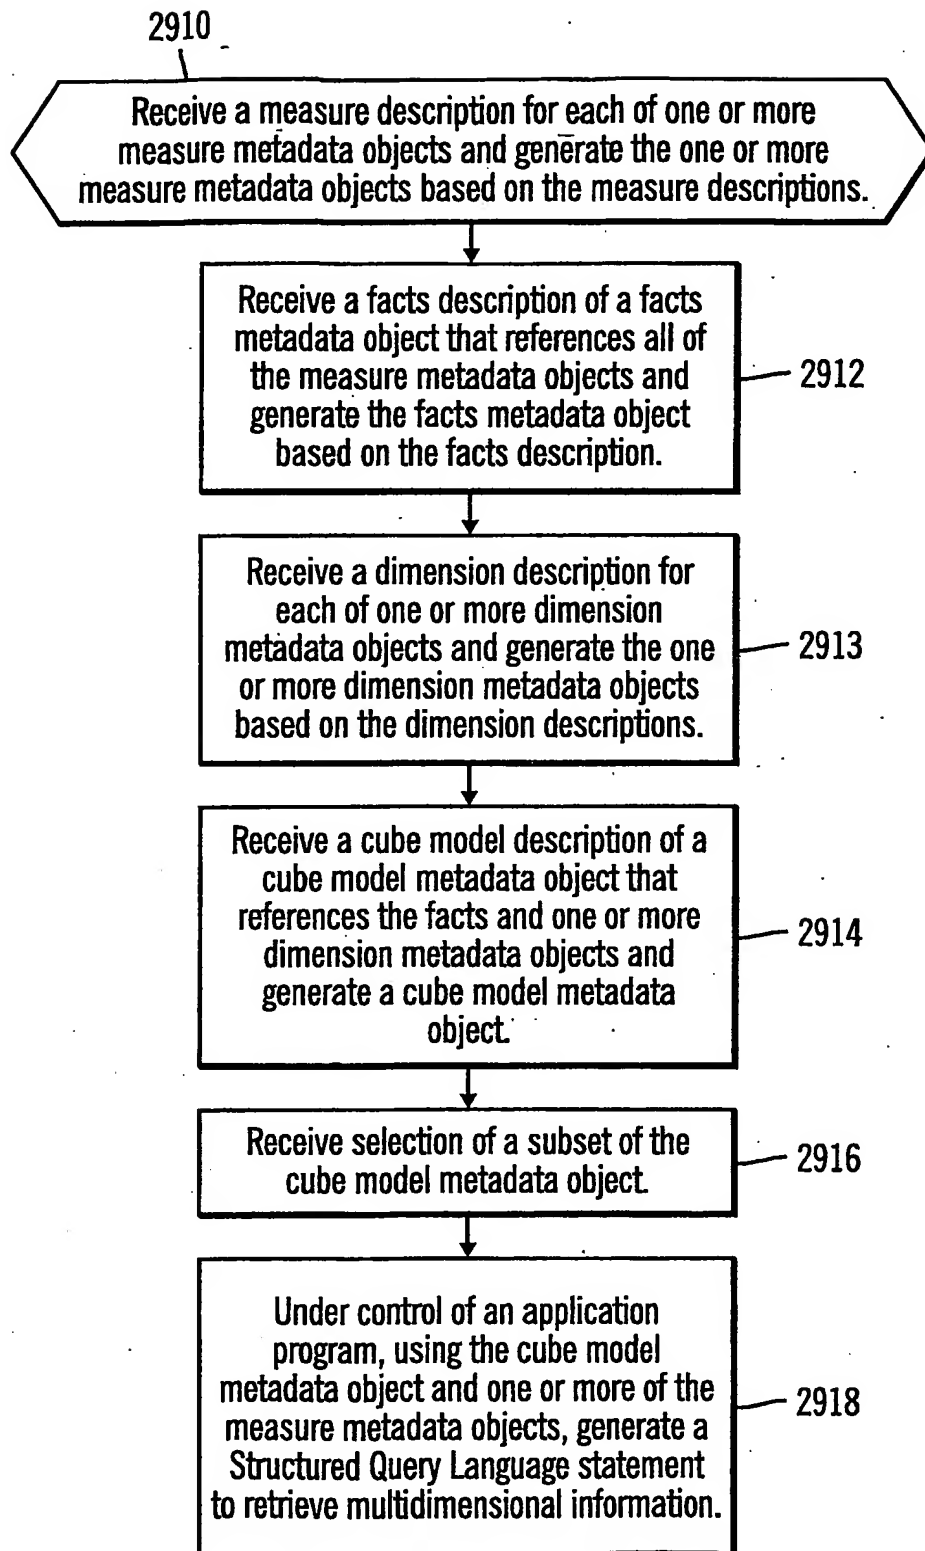 2910
Receive a measure description for each of one or more
measure metadata objects and generate the one or more
measure metadata objects based on the measure descriptions.
Receive a facts description of a facts
metadata object that references all of
the measure metadata objects and
generate the facts metadata object
based on the facts description.
2912
Receive a dimension description for
each of one or more dimension
metadata objects and generate the one
or more dimension metadata objects
based on the dimension descriptions.
2913
Receive a cube model description of a
cube model metadata object that
references the facts and one or more
dimension metadata objects and
generate a cube model metadata
object.
2914
Receive selection of a subset of the
cube model metadata object.
2916
Under control of an application
program, using the cube model
metadata object and one or more of the
measure metadata objects, generate a
Structured Query Language statement
to retrieve multidimensional information.
2918